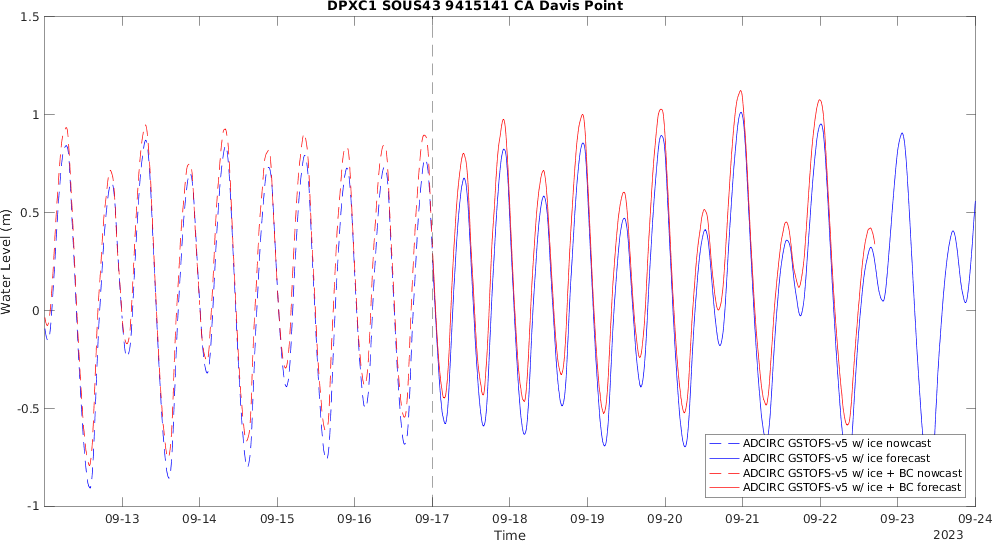 DPXC1 SOUS43 9415141 CA Davis Point
1.5
1
0.5
0
-0.5
-1
Water Level (m)
09-13
09-14
09-15
09-16
09-17
09-18
09-19
09-20
09-21
09-22
09-23
09-24
Time
2023
ADCIRC GSTOFS-v5 w/ ice nowcast
ADCIRC GSTOFS-v5 w/ ice forecast
ADCIRC GSTOFS-v5 w/ ice + BC nowcast
ADCIRC GSTOFS-v5 w/ ice + BC forecast